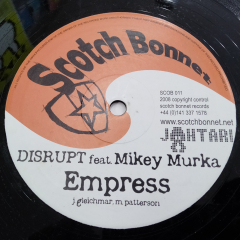 Scotch Bonnet
SCOB 011
2006 copyright control
scotch bonnet records
+44 (0)141 337 1576
www.scotchbonnet.net
JAHTARI
DISRUPT feat. Mikey Murka
Empress
j gleichmar, m. patterson